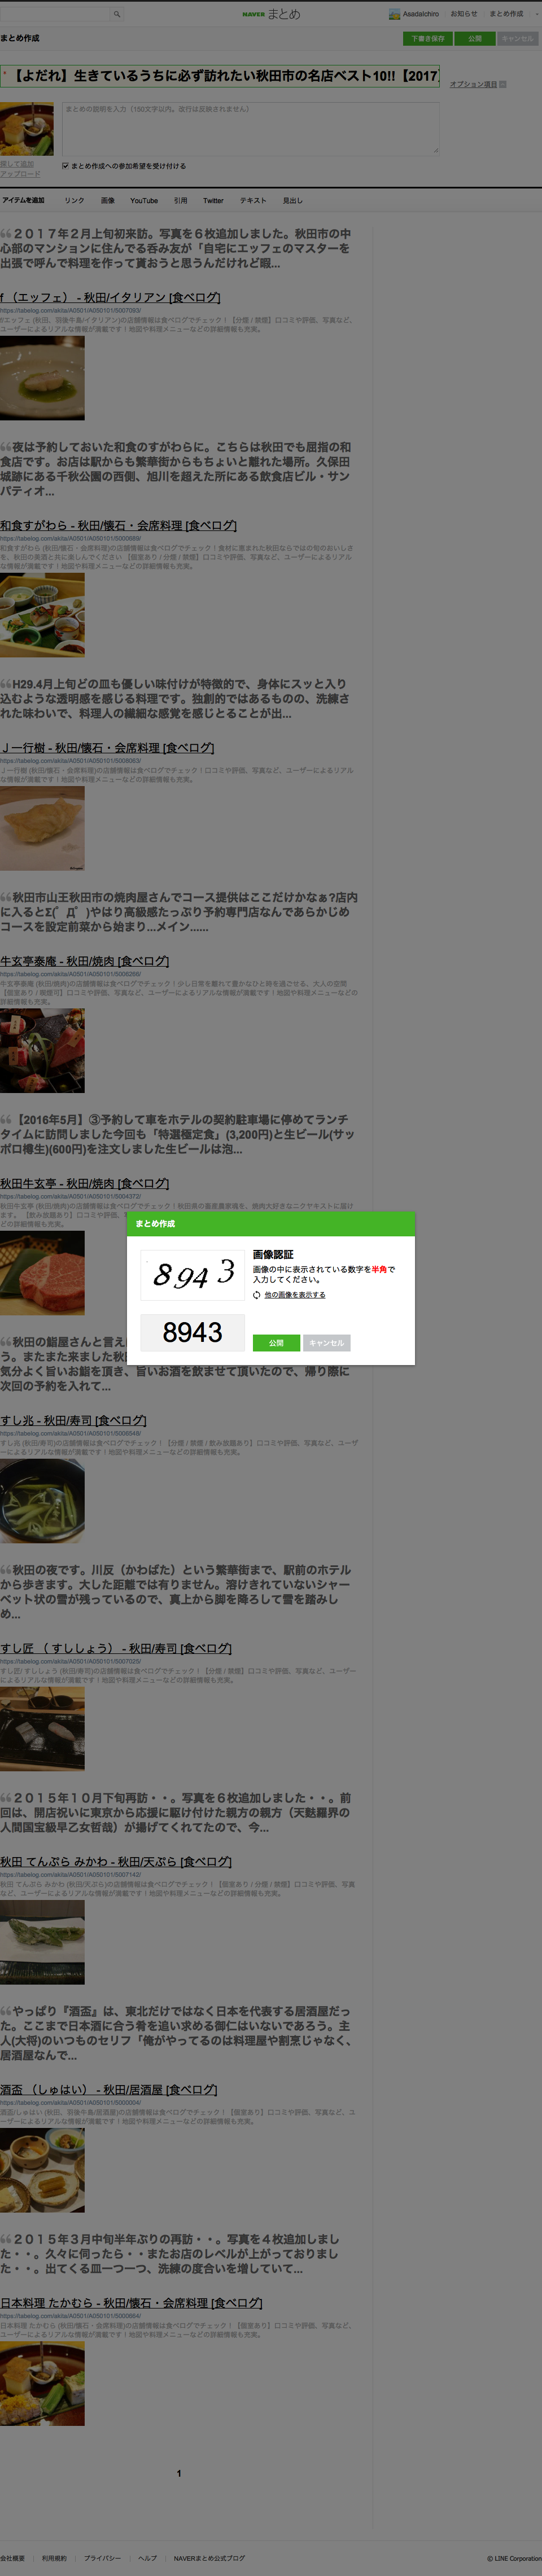 NAVER まとめ
AsadaIchiro お知らせ まとめ作成
まとめ作成
下書き保存 公開 キャンセル
* 【よだれ】生きているうちに必ず訪れたい秋田市の名店ベスト10!!【2017】
オプション項目
まとめの説明を入力（150文字以内。改行は反映されません）
探して追加
アップロード
まとめ作成への参加希望を受け付ける
アイテムを追加 リンク 画像 YouTube 引用 Twitter テキスト 見出し
２０１７年２月上旬初来訪。写真を６枚追加しました。秋田市の中
心部のマンションに住んでる呑み友が「自宅にエッフェのマスターを
出張で呼んで料理を作って貰おうと思うんだけれど暇...
f （エッフェ） - 秋田/イタリアン [食べログ]
https://tabelog.com/akita/A0501/A050101/5007093/
f/エッフェ (秋田、羽後牛島/イタリアン)の店舗情報は食べログでチェック！【分煙 / 禁煙】口コミや評価、写真など、
ユーザーによるリアルな情報が満載です！地図や料理メニューなどの詳細情報も充実。
夜は予約しておいた和食のすがわらに。こちらは秋田でも屈指の和
食店です。お店は駅からも繁華街からもちょいと離れた場所。久保田
城跡にある千秋公園の西側、旭川を超えた所にある飲食店ビル・サン
パティオ...
和食すがわら - 秋田/懐石・会席料理 [食べログ]
https://tabelog.com/akita/A0501/A050101/5000689/
和食すがわら (秋田/懐石・会席料理)の店舗情報は食べログでチェック！食材に恵まれた秋田ならではの旬のおいしさ
を、秋田の美酒と共に楽しんでください 【個室あり / 分煙 / 禁煙】口コミや評価、写真など、ユーザーによるリアル
な情報が満載です！地図や料理メニューなどの詳細情報も充実。
H29.4月上旬どの皿も優しい味付けが特徴的で、身体にスッと入り
込むような透明感を感じる料理です。独創的ではあるものの、洗練さ
れた味わいで、料理人の繊細な感覚を感じとることが出...
Ｊ一行樹 - 秋田/懐石・会席料理 [食べログ]
https://tabelog.com/akita/A0501/A050101/5008083/
Ｊ一行樹 (秋田/懐石・会席料理)の店舗情報は食べログでチェック！口コミや評価、写真など、ユーザーによるリアル
な情報が満載です！地図や料理メニューなどの詳細情報も充実。
秋田市山王秋田市の焼肉屋さんでコース提供はここだけかなぁ?店内
に入るとΣ(ﾟДﾟ)やはり高級感たっぷり予約専門店なんであらかじめ
コースを設定前菜から始まり...メイン......
牛玄亭泰庵 - 秋田/焼肉 [食べログ]
https://tabelog.com/akita/A0501/A050101/5006266/
牛玄亭泰庵 (秋田/焼肉)の店舗情報は食べログでチェック！少し日常を離れて豊かなひと時を過ごせる、大人の空間
【個室あり / 喫煙可】口コミや評価、写真など、ユーザーによるリアルな情報が満載です！地図や料理メニューなどの
詳細情報も充実。
【2016年5月】③予約して車をホテルの契約駐車場に停めてランチ
タイムに訪問しました今回も「特選極定食」(3,200円)と生ビール(サッ
ポロ樽生)(600円)を注文しました生ビールは泡...
秋田牛玄亭 - 秋田/焼肉 [食べログ]
https://tabelog.com/akita/A0501/A050101/5004372/
まとめ作成
8943
画像認証
画像の中に表示されている数字を半角で
入力してください。
他の画像を表示する
8943
公開 キャンセル
秋田の鮨屋さんと言え
う。またまた来ました秋
気分よく旨いお鮨を頂き、旨いお酒を飲ませて頂いたので、帰り際に
次回の予約を入れて...
すし兆 - 秋田/寿司 [食べログ]
https://tabelog.com/akita/A0501/A050101/5006548/
すし兆 (秋田/寿司)の店舗情報は食べログでチェック！【分煙 / 禁煙 / 飲み放題あり】口コミや評価、写真など、ユーザ
ーによるリアルな情報が満載です！地図や料理メニューなどの詳細情報も充実。
秋田の夜です。川反（かわばた）という繁華街まで、駅前のホテル
から歩きます。大した距離では有りません。溶けきれていないシャー
ベット状の雪が残っているので、真上から脚を降ろして雪を踏みし
め...
すし匠 （ すししょう） - 秋田/寿司 [食べログ]
https://tabelog.com/akita/A0501/A050101/5007025/
すし匠/ すししょう (秋田/寿司)の店舗情報は食べログでチェック！【分煙 / 禁煙】口コミや評価、写真など、ユーザー
によるリアルな情報が満載です！地図や料理メニューなどの詳細情報も充実。
２０１５年１０月下旬再訪・・。写真を６枚追加しました・・。前
回は、開店祝いに東京から応援に駆け付けた親方の親方（天麩羅界の
人間国宝級早乙女哲哉）が揚げてくれてたので、今...
秋田 てんぷら みかわ - 秋田/天ぷら [食べログ]
https://tabelog.com/akita/A0501/A050101/5007142/
秋田 てんぷら みかわ (秋田/天ぷら)の店舗情報は食べログでチェック！【個室あり / 分煙 / 禁煙】口コミや評価、写真
など、ユーザーによるリアルな情報が満載です！地図や料理メニューなどの詳細情報も充実。
やっぱり『酒盃』は、東北だけではなく日本を代表する居酒屋だっ
た。ここまで日本酒に合う肴を追い求める御仁はいないであろう。主
人(大将)のいつものセリフ「俺がやってるのは料理屋や割烹じゃなく、
居酒屋なんで...
酒盃 （しゅはい） - 秋田/居酒屋 [食べログ]
https://tabelog.com/akita/A0501/A050101/5000004/
酒盃/しゅはい (秋田、羽後牛島/居酒屋)の店舗情報は食べログでチェック！【個室あり】口コミや評価、写真など、ユ
ーザーによるリアルな情報が満載です！地図や料理メニューなどの詳細情報も充実。
２０１５年３月中旬半年ぶりの再訪・・。写真を４枚追加しまし
た・・。久々に伺ったら・・またお店のレベルが上がっておりまし
た・・。出てくる皿一つ一つ、洗練の度合いを増していて...
日本料理 たかむら - 秋田/懐石・会席料理 [食べログ]
https://tabelog.com/akita/A0501/A050101/5000664/
日本料理 たかむら (秋田/懐石・会席料理)の店舗情報は食べログでチェック！【個室あり】口コミや評価、写真など、
ユーザーによるリアルな情報が満載です！地図や料理メニューなどの詳細情報も充実。
1
会社概要 利用規約 プライバシー ヘルプ NAVERまとめ公式ブログ
© LINE Corporation